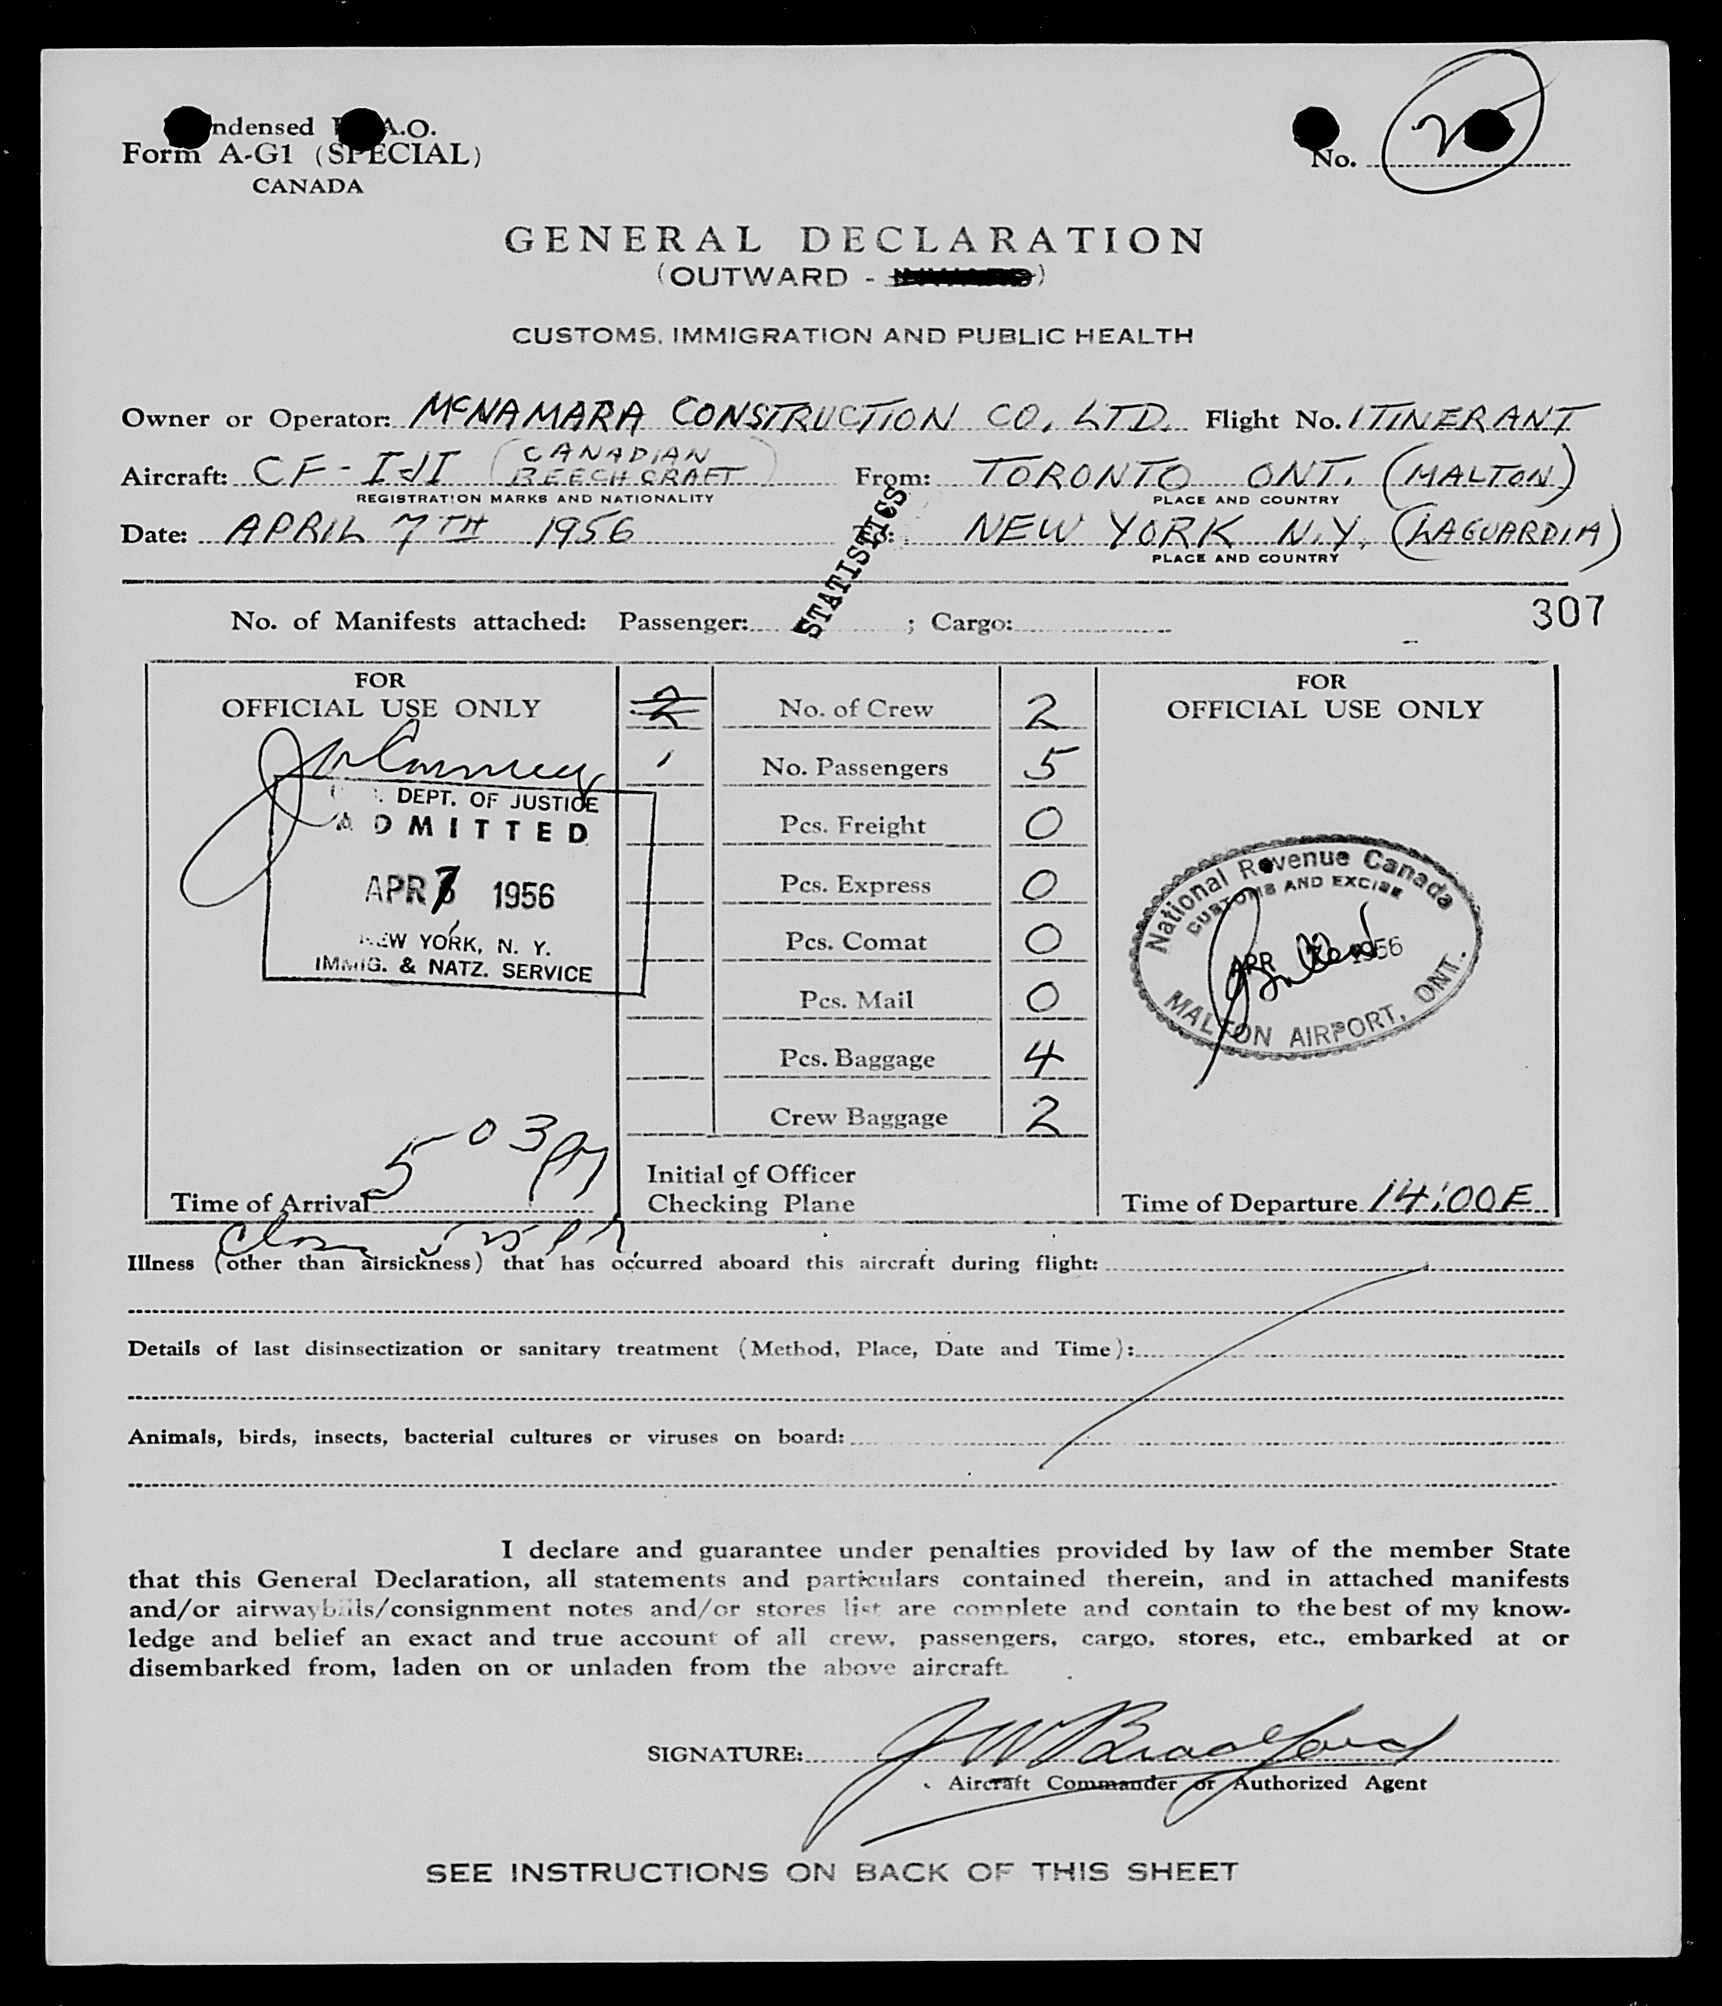 ndensed A.O.
Form A-G1 (SPECIAL)
CANADA
No. 2
GENERAL DECLARATION
(OUTWARD - )
CUSTOMS, IMMIGRATION AND PUBLIC HEALTH
Owner or Operator: McNAMARA CONSTRUCTION CO. LTD. Flight No. ITINERANT
Aircraft: CF-IJI (CANADIAN BEECHCRAFT) From: TORONTO ONT. (MALTON)
REGISTRATION MARKS AND NATIONALITY PLACE AND COUNTRY
Date: APRIL 7TH 1956 NEW YORK N.Y. (LAGUARDIA)
PLACE AND COUNTRY
STATISTICS
307
No. of Manifests attached: Passenger: ; Cargo:
FOR
OFFICIAL USE ONLY
DEPT. OF JUSTICE
ADMITTED
APR 7 1956
NEW YORK, N. Y.
IMMIG. & NATZ. SERVICE
Time of Arrival 5 03 PM
Close 5 25 PM
2 No. of Crew 2
1 No. Passengers 5
Pcs. Freight 0
Pcs. Express 0
Pcs. Comat 0
Pcs. Mail 0
Pcs. Baggage 4
Crew Baggage 2
Initial of Officer
Checking Plane
FOR
OFFICIAL USE ONLY
National Revenue Canada
CUSTOMS AND EXCISE
APR 1956
MALTON AIRPORT, ONT.
Time of Departure 14:00E
Illness (other than airsickness) that has occurred aboard this aircraft during flight:
Details of last disinsectization or sanitary treatment (Method, Place, Date and Time):
Animals, birds, insects, bacterial cultures or viruses on board:
I declare and guarantee under penalties provided by law of the member State
that this General Declaration, all statements and particulars contained therein, and in attached manifests
and/or airwaybills/consignment notes and/or stores list are complete and contain to the best of my know-
ledge and belief an exact and true account of all crew, passengers, cargo, stores, etc., embarked at or
disembarked from, laden on or unladen from the above aircraft.
SIGNATURE: J W Bradford
Aircraft Commander or Authorized Agent
SEE INSTRUCTIONS ON BACK OF THIS SHEET